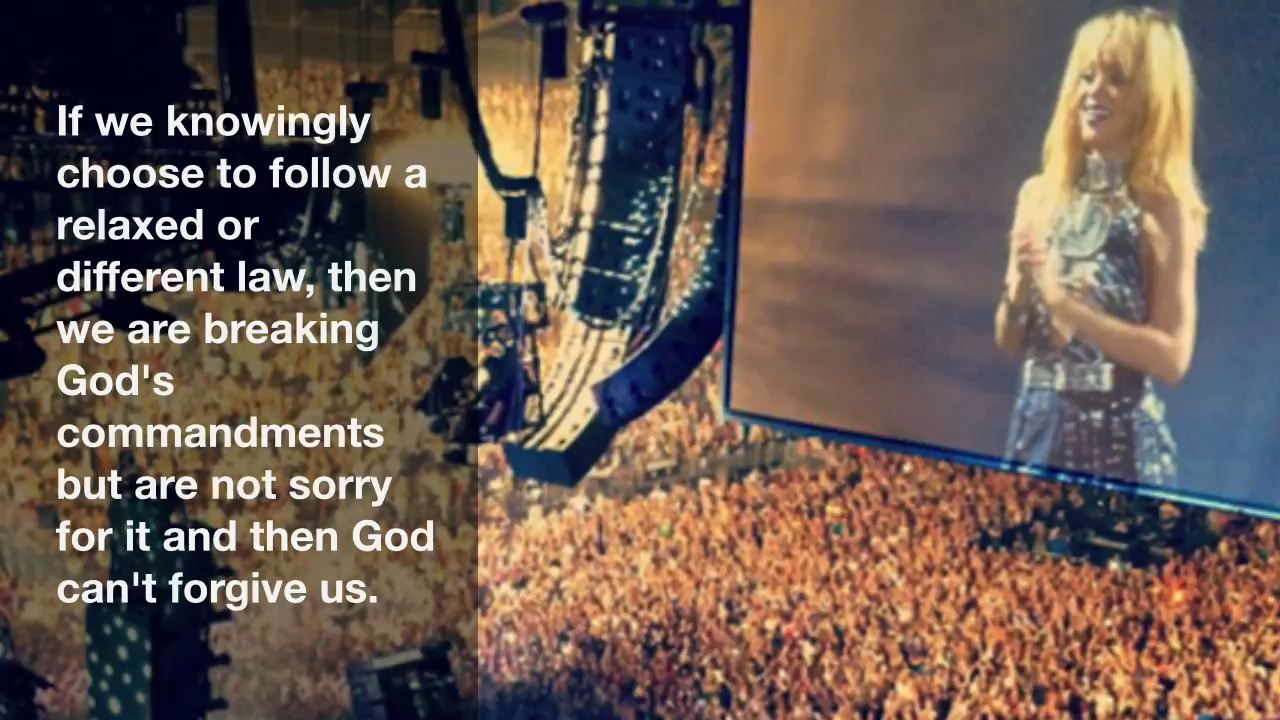 If we knowingly
choose to follow a
relaxed or
different law, then
we are breaking
God's
commandments
but are not sorry
for it and then God
can't forgive us.